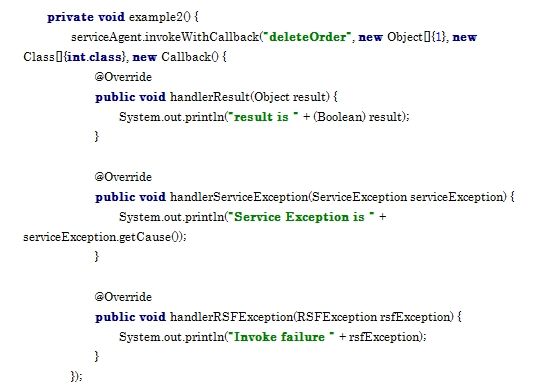 private void example2() {
serviceAgent.invokeWithCallback("deleteOrder", new Object[]{1}, new
Class[]{int.class}, new Callback() {
@Override
public void handlerResult(Object result) {
System.out.println("result is " + (Boolean) result);
}
@Override
public void handlerServiceException(ServiceException serviceException) {
System.out.println("Service Exception is " +
serviceException.getCause());
}
@Override
public void handlerRSFException(RSFException rsfException) {
System.out.println("Invoke failure " + rsfException);
}
});